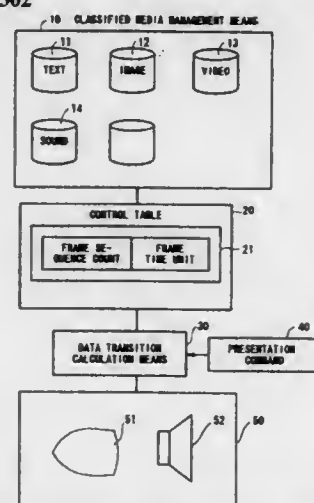 10 CLASSIFIED MEDIA MANAGEMENT MEANS
11 12 13
TEXT IMAGE VIDEO
14
SOUND
CONTROL TABLE 20
21
FRAME SE- FRAME
QUENCE COUNT TIME UNIT
30 40
DATA TRANSITION PRESENTATION
CALCULATION MEANS COMMAND
51 52 50